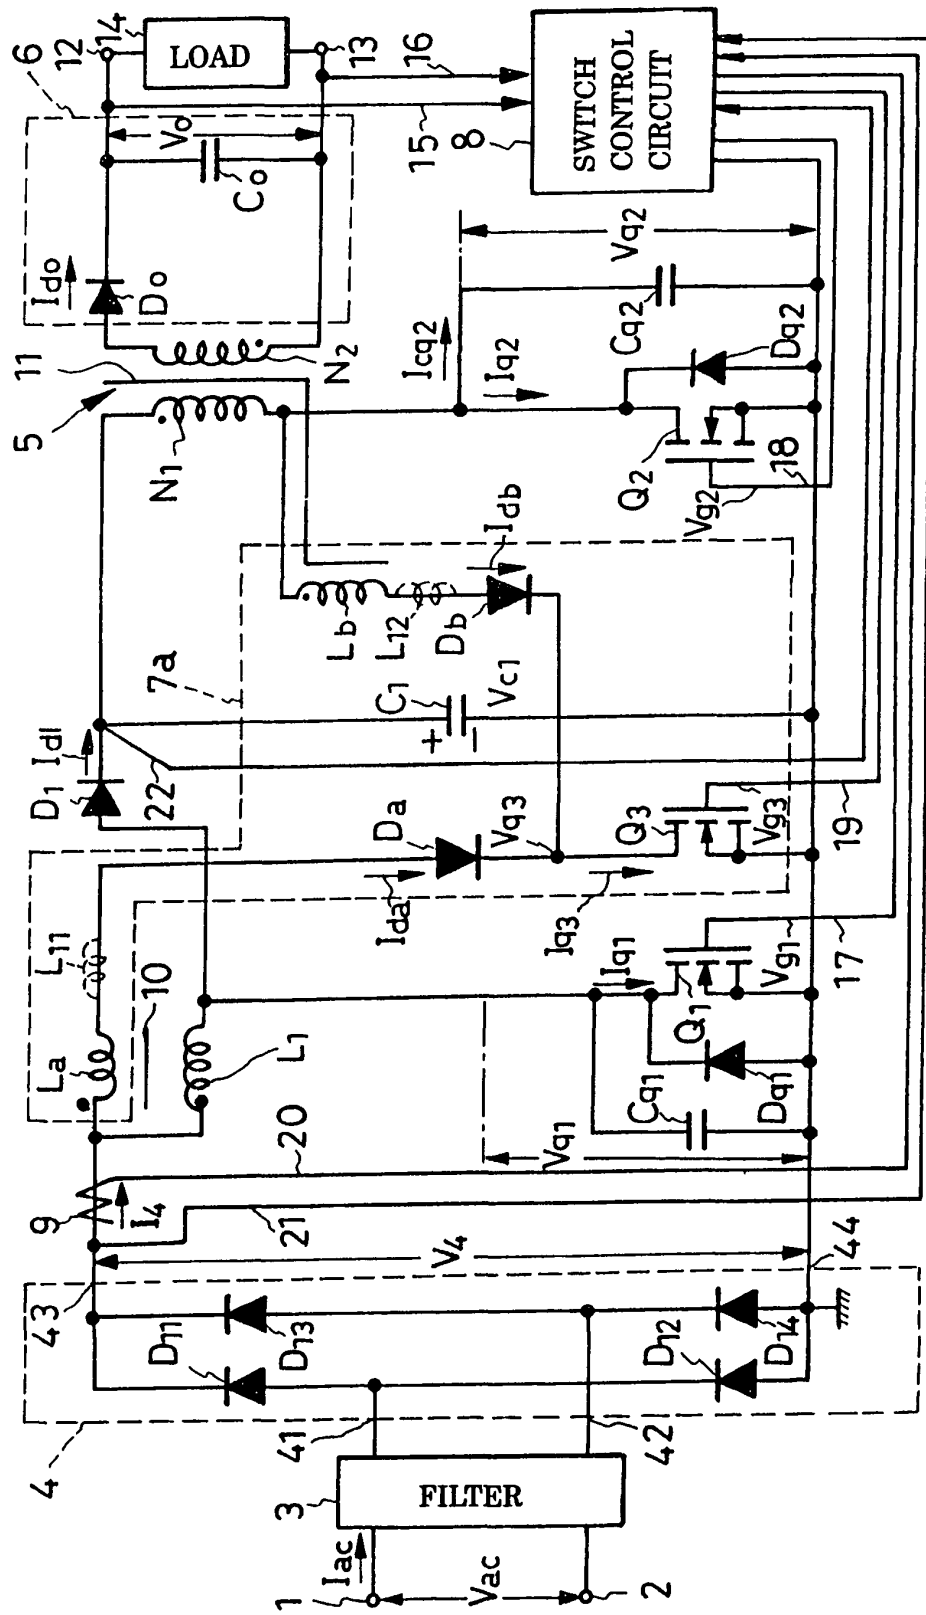 1
2
Iac
Vac
3
FILTER
4
41
42
43
44
D11
D13
D12
D14
V4
9
I4
20
21
La
L11
10
L1
Vq1
Cq1
Dq1
Q1
Iq1
Vg1
17
D1
Id1
22
7a
Da
Ida
Vq3
Iq3
Q3
Vg3
19
C1
+
−
Vc1
Lb
L12
Db
Idb
5
11
N1
N2
Icq2
Iq2
Q2
Vg2
18
Dq2
Cq2
Vq2
6
Ido
Do
Co
Vo
12
14
LOAD
13
15
16
8
SWITCH
CONTROL
CIRCUIT